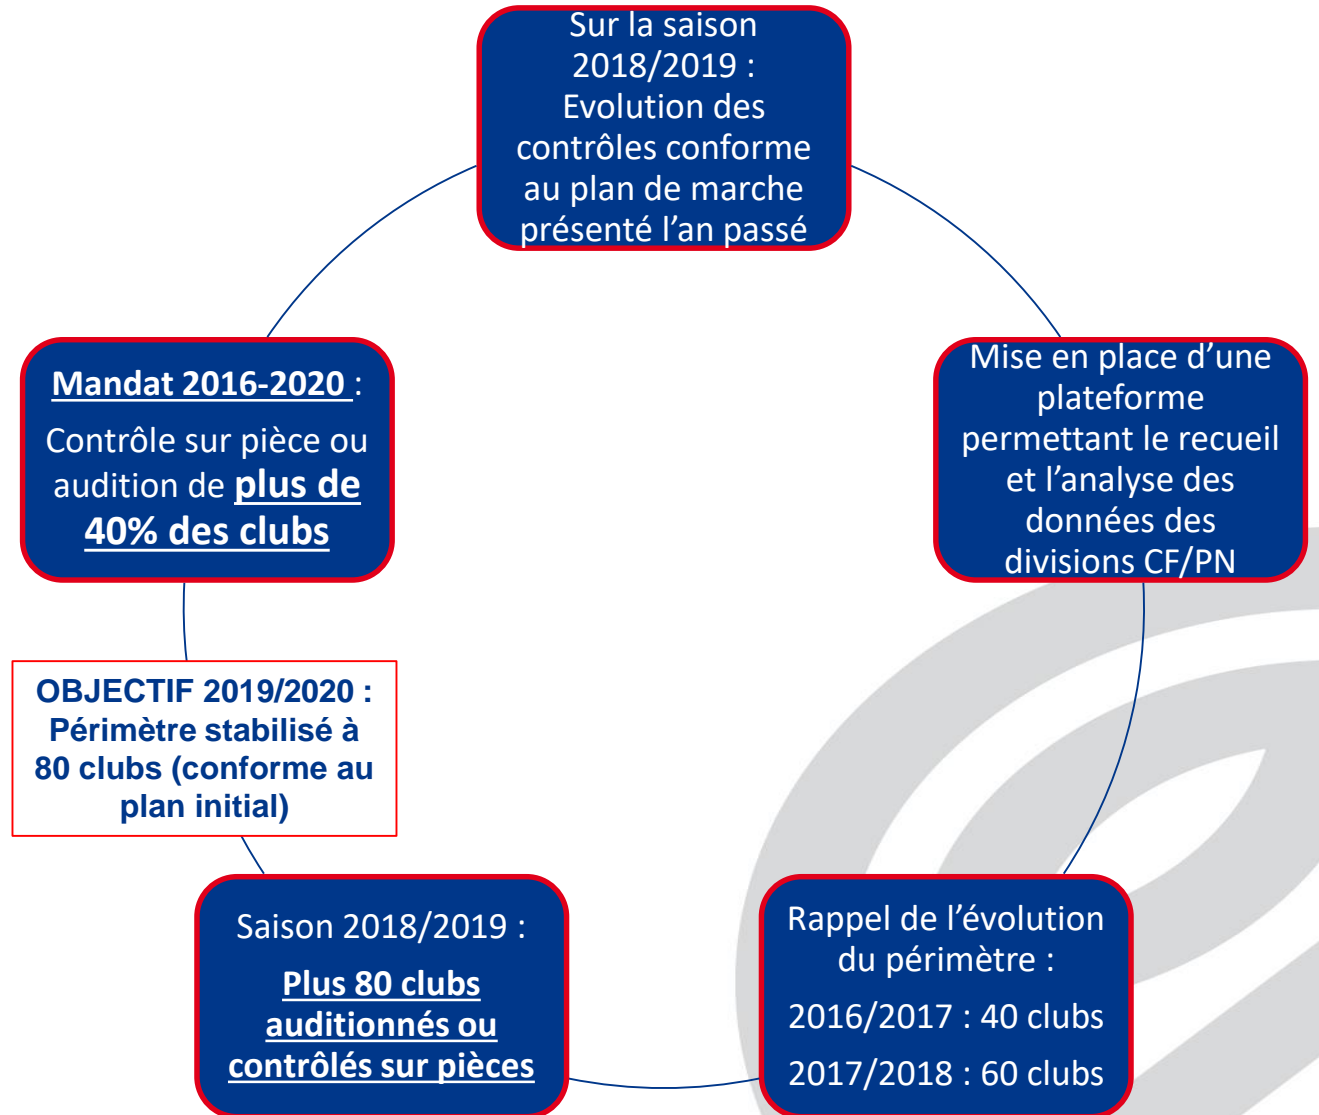 Sur la saison
2018/2019 :
Evolution des
contrôles conforme
au plan de marche
présenté l’an passé
Mise en place d’une
plateforme
permettant le recueil
et l’analyse des
données des
divisions CF/PN
Rappel de l’évolution
du périmètre :
2016/2017 : 40 clubs
2017/2018 : 60 clubs
Saison 2018/2019 :
Plus 80 clubs
auditionnés ou
contrôlés sur pièces
OBJECTIF 2019/2020 :
Périmètre stabilisé à
80 clubs (conforme au
plan initial)
Mandat 2016-2020 :
Contrôle sur pièce ou
audition de plus de
40% des clubs